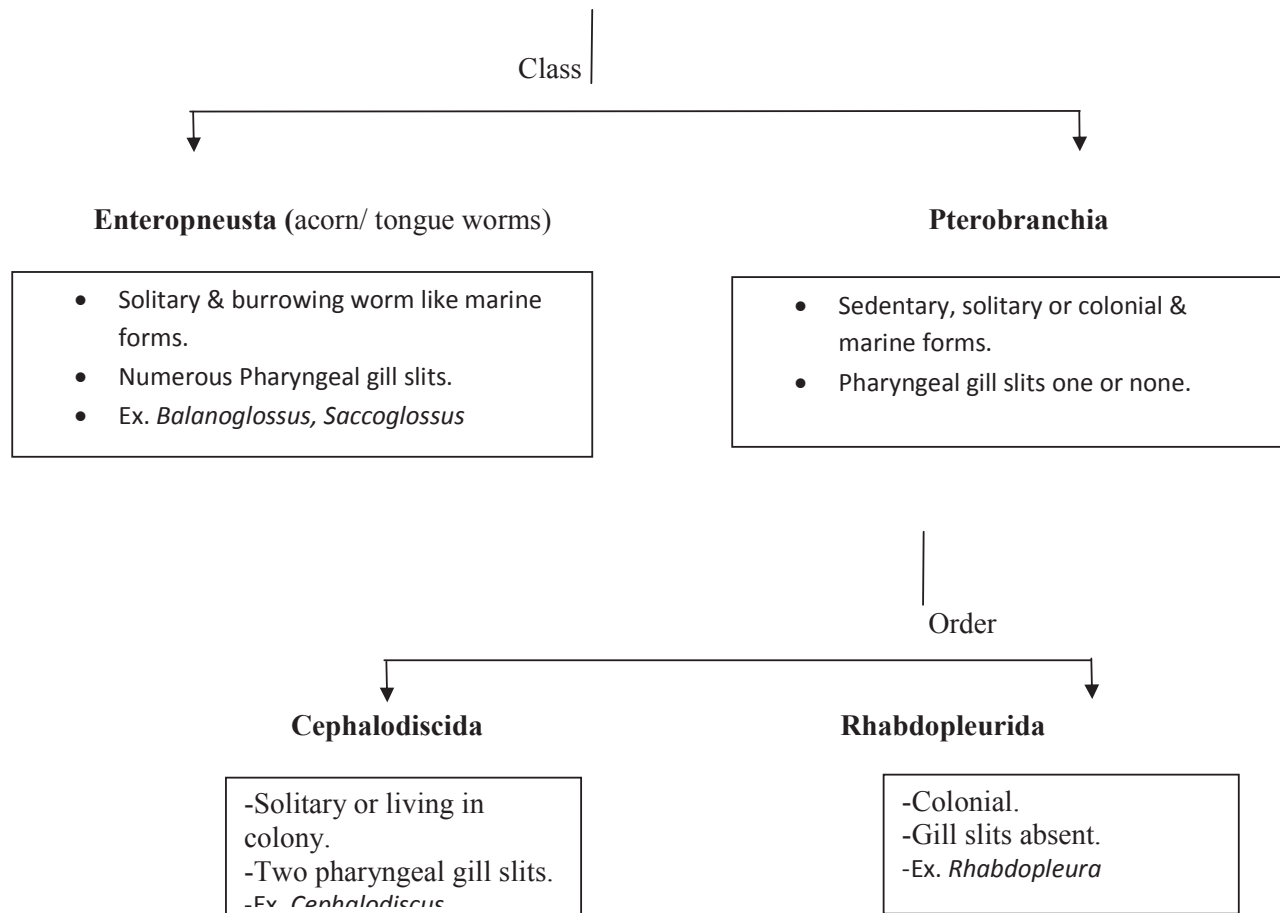 Class
Enteropneusta (acorn/ tongue worms)
• Solitary & burrowing worm like marine
forms.
• Numerous Pharyngeal gill slits.
• Ex. Balanoglossus, Saccoglossus
Pterobranchia
• Sedentary, solitary or colonial &
marine forms.
• Pharyngeal gill slits one or none.
Order
Cephalodiscida
-Solitary or living in
colony.
-Two pharyngeal gill slits.
-Ex. Cephalodiscus
Rhabdopleurida
-Colonial.
-Gill slits absent.
-Ex. Rhabdopleura